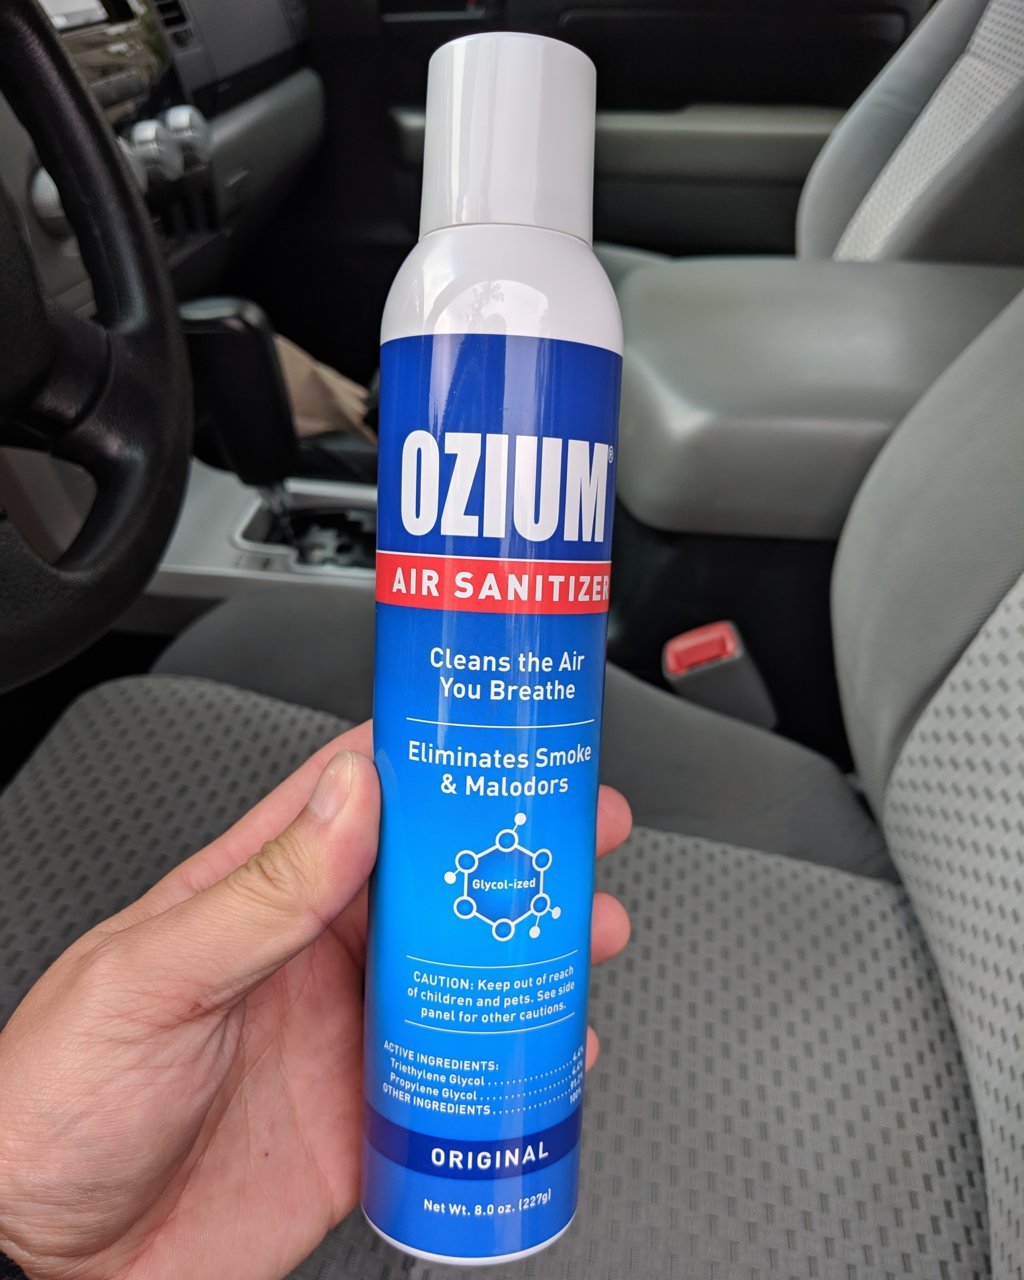 OZIUM®
AIR SANITIZER
Cleans the Air
You Breathe
Eliminates Smoke
& Malodors
Glycol-ized
CAUTION: Keep out of reach
of children and pets. See side
panel for other cautions.
ACTIVE INGREDIENTS:
Triethylene Glycol
Propylene Glycol
OTHER INGREDIENTS
100%
ORIGINAL
Net Wt. 8.0 oz. (227g)